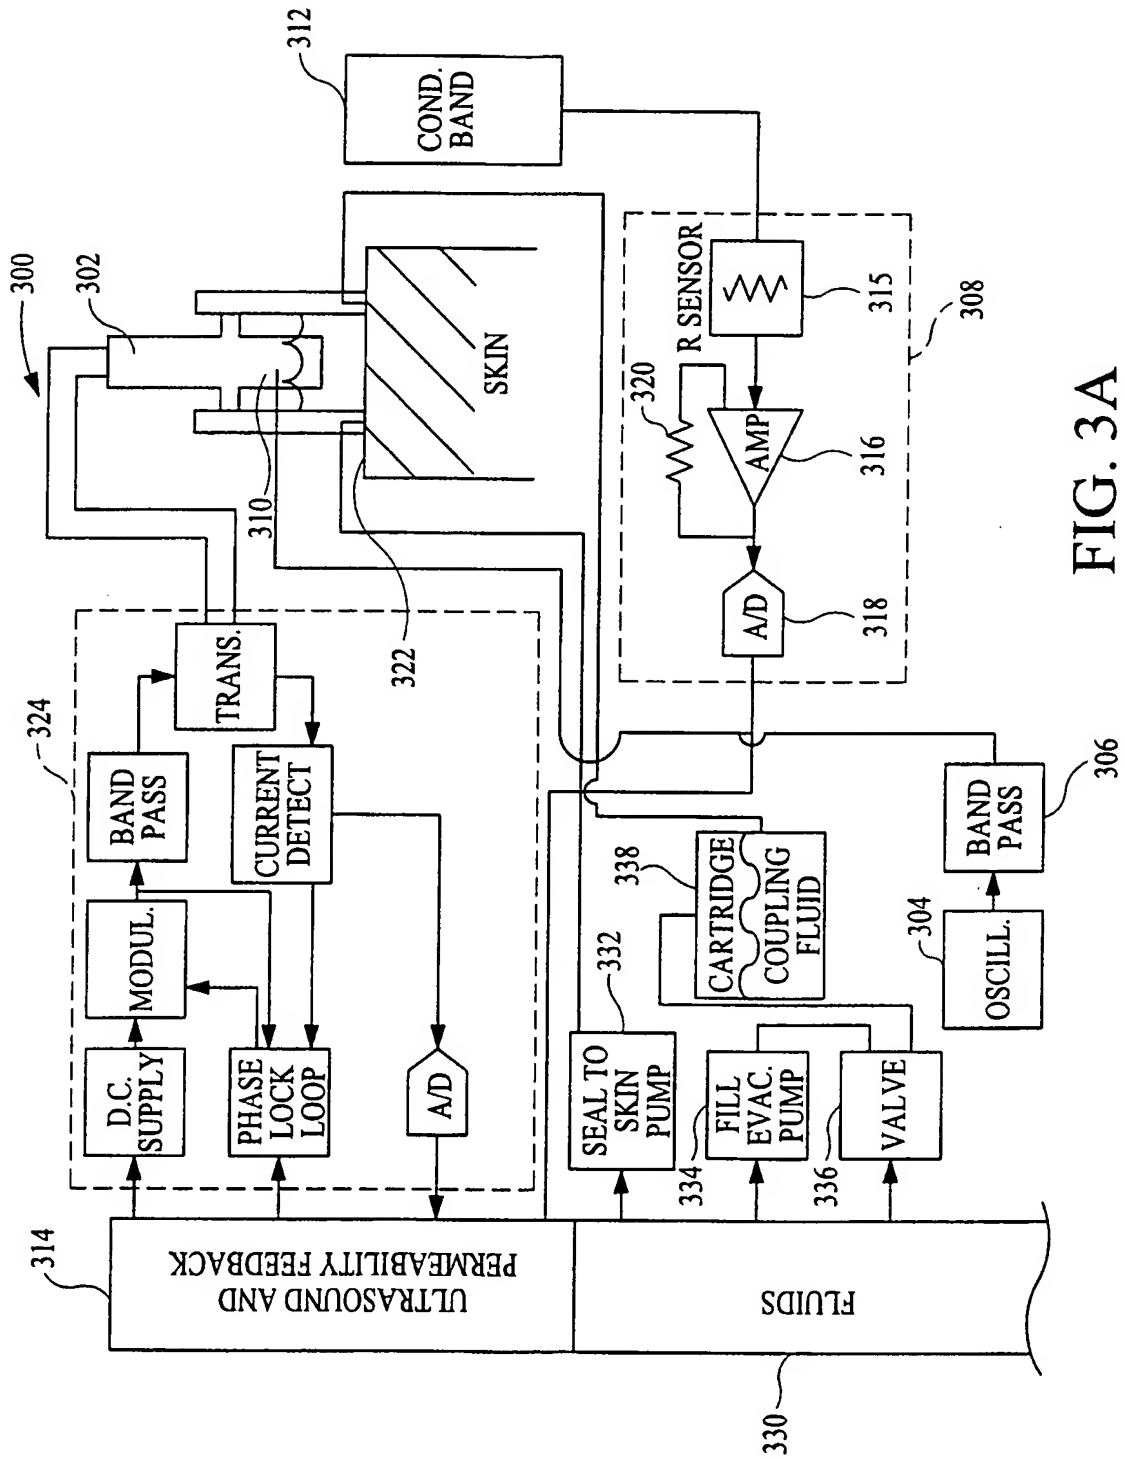 300
302
312
COND.
BAND
324
TRANS.
BAND
PASS
CURRENT
DETECT
MODUL.
D.C.
SUPPLY
PHASE
LOCK
LOOP
A/D
314
ULTRASOUND AND
PERMEABILITY FEEDBACK
310
322
SKIN
R SENSOR
315
308
320
AMP
316
A/D
318
332
SEAL TO
SKIN
PUMP
338
CARTRIDGE
COUPLING
FLUID
334
FILL
EVAC.
PUMP
336
VALVE
304
OSCILL.
BAND
PASS
306
FLUIDS
330
FIG. 3A